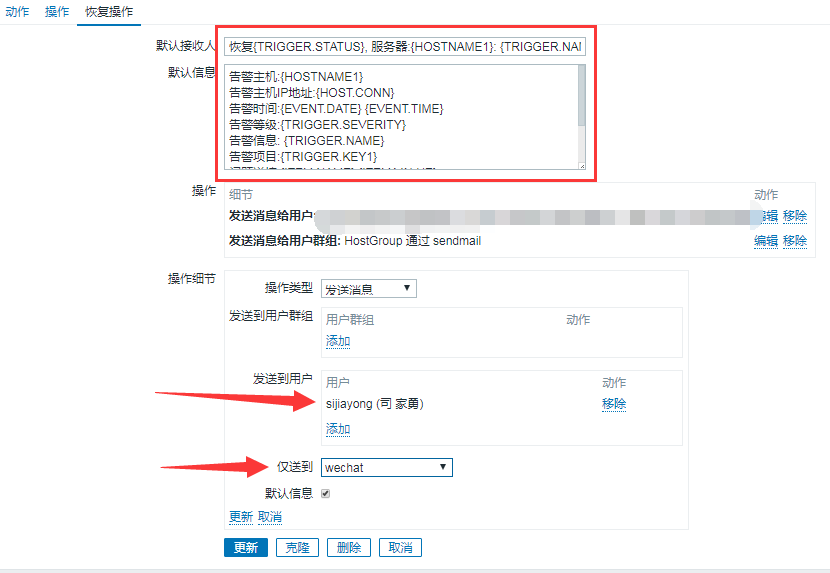 动作 操作 恢复操作
默认接收人 恢复{TRIGGER.STATUS}, 服务器:{HOSTNAME1}: {TRIGGER.NAM
默认信息 告警主机:{HOSTNAME1}
告警主机IP地址:{HOST.CONN}
告警时间:{EVENT.DATE} {EVENT.TIME}
告警等级:{TRIGGER.SEVERITY}
告警信息: {TRIGGER.NAME}
告警项目:{TRIGGER.KEY1}
操作 细节 动作
发送消息给用户: 移除
发送消息给用户群组: HostGroup 通过 sendmail 编辑 移除
操作细节 操作类型 发送消息
发送到用户群组 用户群组 动作
添加
发送到用户 用户 动作
sijiayong (司 家勇) 移除
添加
仅送到 wechat
默认信息
更新 取消
更新 克隆 删除 取消